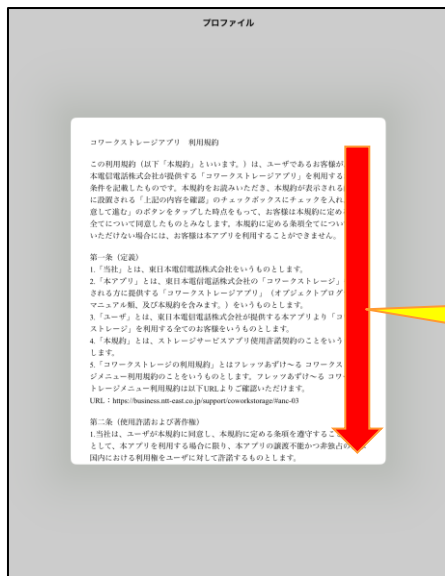 プロファイル
コワークストレージアプリ 利用規約
この利用規約（以下「本規約」といいます。）は、ユーザであるお客様が
本電信電話株式会社が提供する「コワークストレージアプリ」を利用する
条件を記載したものです。本規約をお読みいただき、本規約が表示される
に設置される「上記の内容を確認」のチェックボックスにチェックを入れ
意して進む」のボタンをタップした時点をもって、お客様は本規約に定め
全てについて同意したものとみなします。本規約に定める条項全てについ
いただけない場合には、お客様は本アプリを利用することができません。
第一条（定義）
1.「当社」とは、東日本電信電話株式会社をいうものとします。
2.「本アプリ」とは、東日本電信電話株式会社の「コワークストレージ」
される方に提供する「コワークストレージアプリ」（オブジェクトプログ
マニュアル類、及び本規約を含みます。）をいうものとします。
3.「ユーザ」とは、東日本電信電話株式会社が提供する本アプリより「コ
ストレージ」を利用する全てのお客様をいうものとします。
4.「本規約」とは、ストレージサービスアプリ使用許諾契約のことをいう
します。
5.「コワークストレージの利用規約」とはフレッツあずけ～る コワークス
ジメニュー利用規約のことをいうものとします。フレッツあずけ～る コワ
トレージメニュー利用規約は以下URLよりご確認いただけます。
URL：https://business.ntt-east.co.jp/support/coworkstorage/#anc-03
第二条（使用許諾および著作権）
1.当社は、ユーザが本規約に同意し、本規約に定める条項を遵守するこ
として、本アプリを利用する場合に限り、本アプリの譲渡不能かつ非独占の
国内における利用権をユーザに対して許諾するものとします。